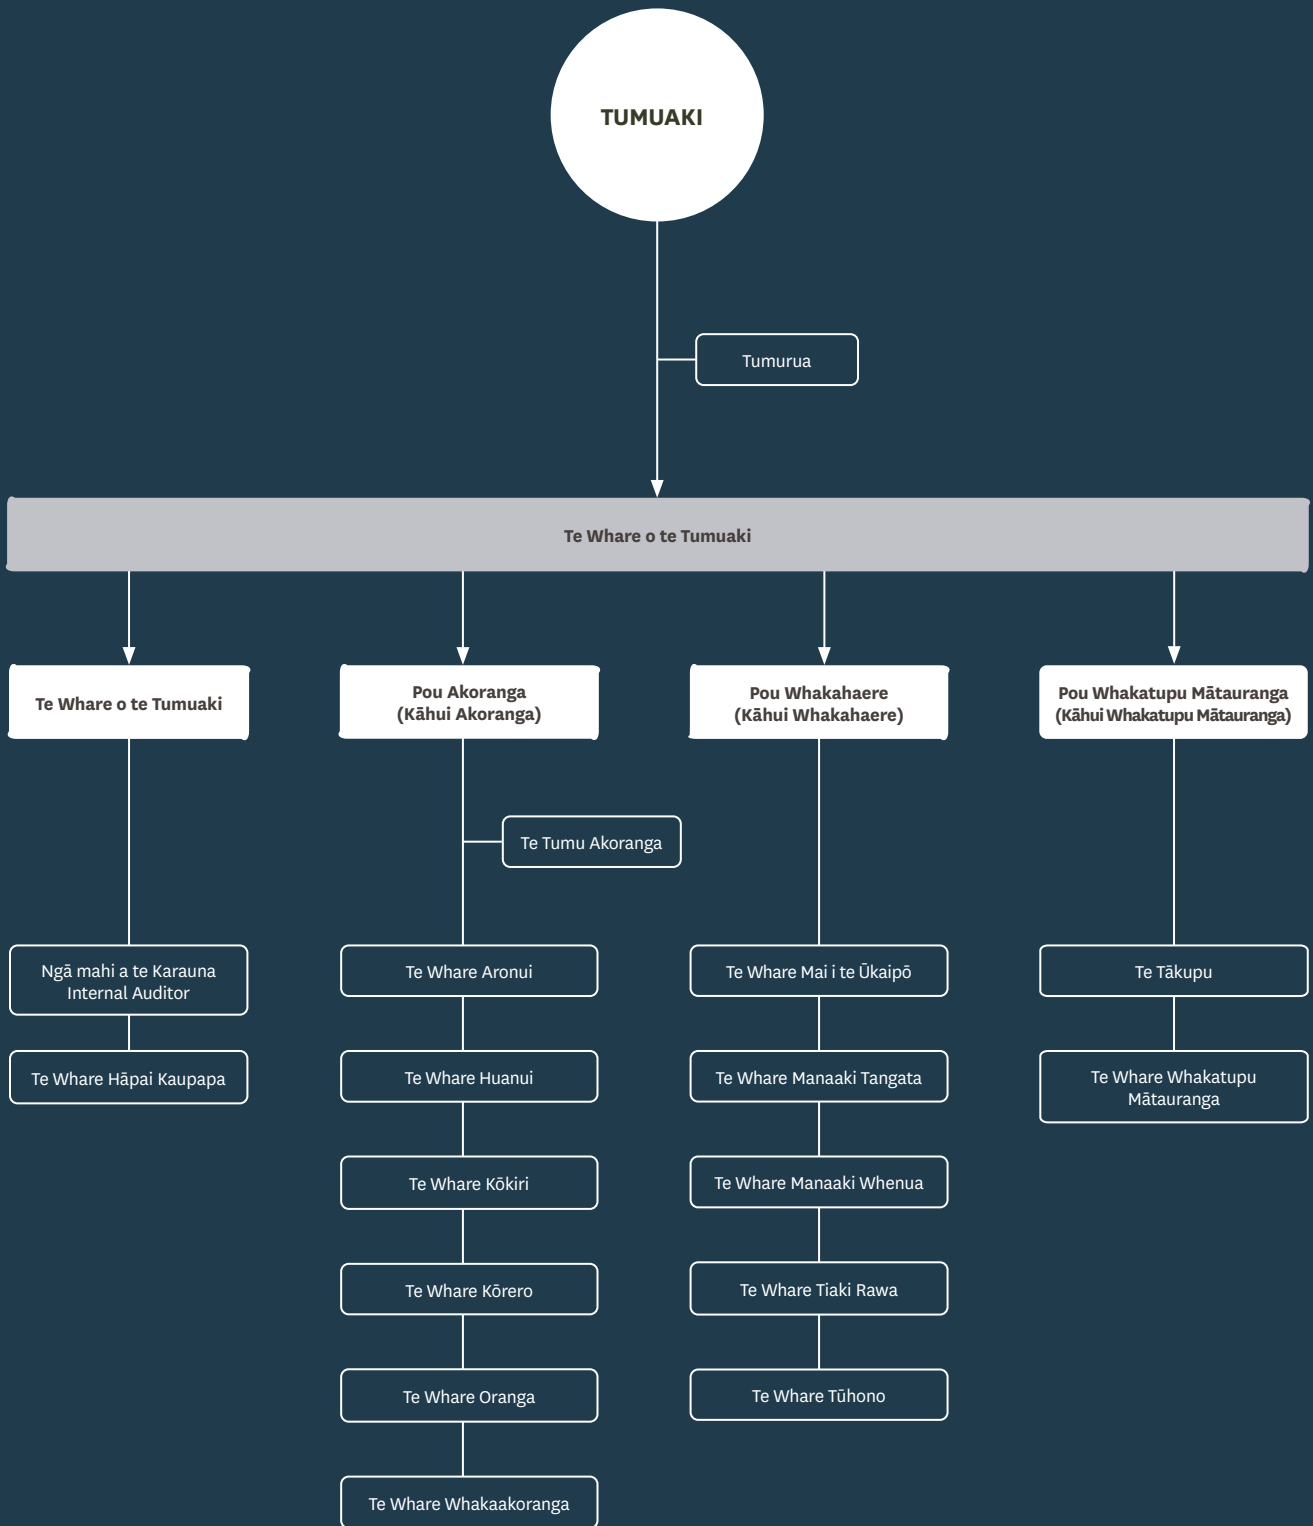 TUMUAKI
Tumurua
Te Whare o te Tumuaki
Te Whare o te Tumuaki
Pou Akoranga
(Kāhui Akoranga)
Pou Whakahaere
(Kāhui Whakahaere)
Pou Whakatupu Mātauranga
(Kāhui Whakatupu Mātauranga)
Te Tumu Akoranga
Ngā mahi a te Karauna
Internal Auditor
Te Whare Hāpai Kaupapa
Te Whare Aronui
Te Whare Huanui
Te Whare Kōkiri
Te Whare Kōrero
Te Whare Oranga
Te Whare Whakaakoranga
Te Whare Mai i te Ūkaipō
Te Whare Manaaki Tangata
Te Whare Manaaki Whenua
Te Whare Tiaki Rawa
Te Whare Tūhono
Te Tākupu
Te Whare Whakatupu
Mātauranga